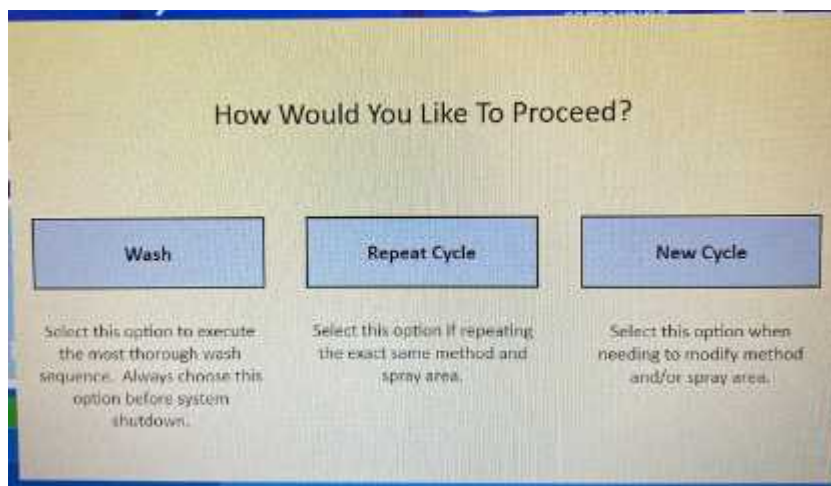 How Would You Like To Proceed?
Wash
Repeat Cycle
New Cycle
Select this option to execute
the most thorough wash
sequence. Always choose this
option before system
shutdown.
Select this option if repeating
the exact same method and
spray area.
Select this option when
needing to modify method
and/or spray area.